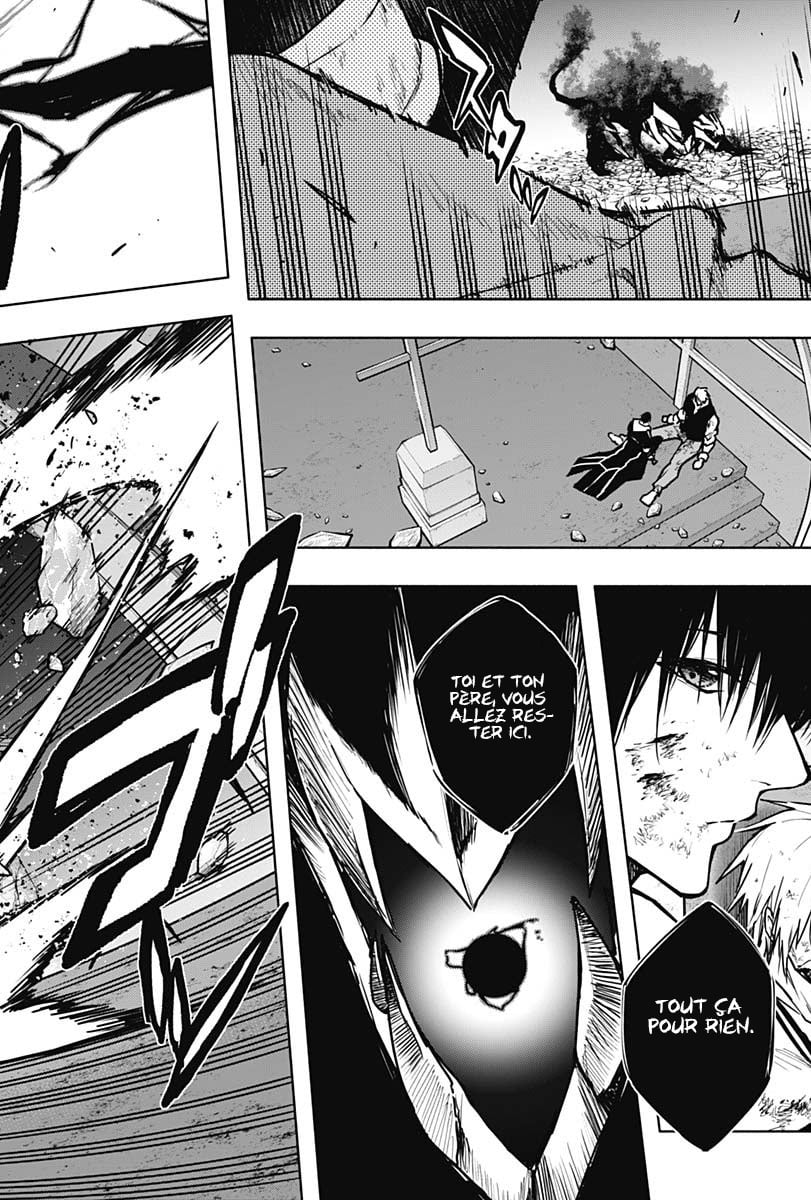 TOUT ÇA
POUR RIEN.
TOI ET TON
PÈRE, VOUS
ALLEZ RES-
TER ICI.